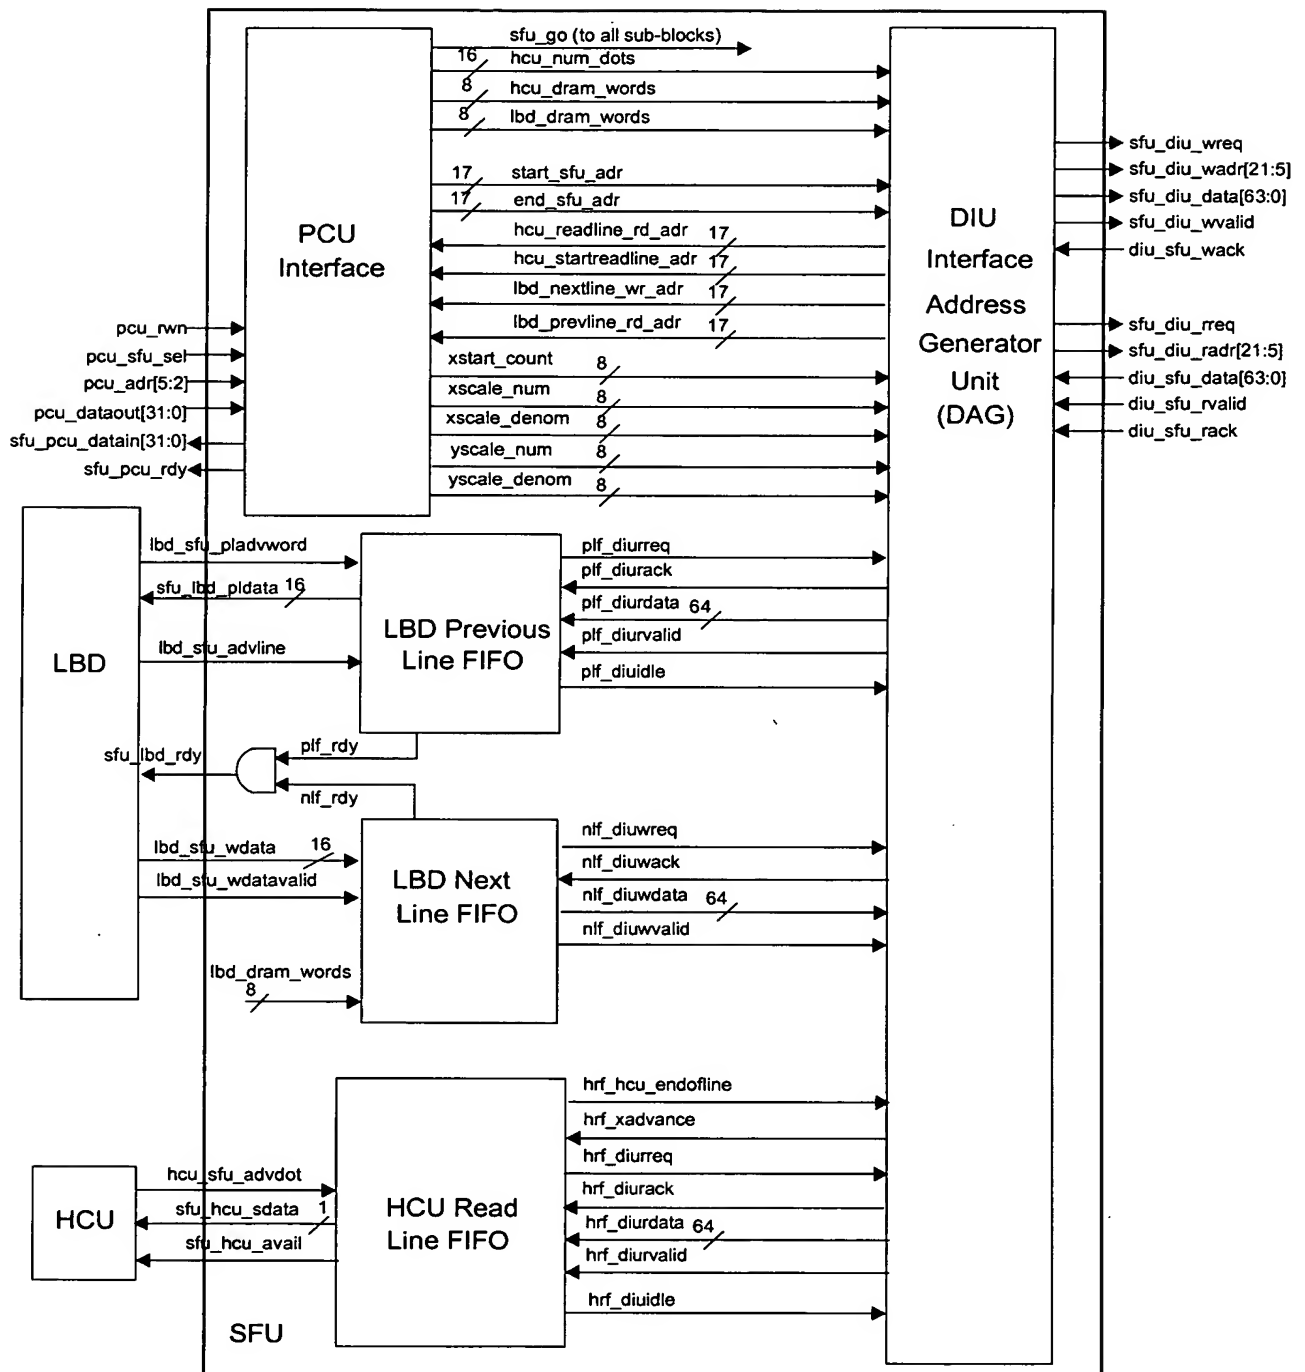 sfu_go (to all sub-blocks)
16
hcu_num_dots
8
hcu_dram_words
8
lbd_dram_words
17
start_sfu_adr
17
end_sfu_adr
hcu_readline_rd_adr
17
hcu_startreadline_adr
17
lbd_nextline_wr_adr
17
lbd_prevline_rd_adr
17
xstart_count
8
xscale_num
8
xscale_denom
8
yscale_num
8
yscale_denom
8
PCU
Interface
pcu_rwn
pcu_sfu_sel
pcu_adr[5:2]
pcu_dataout[31:0]
sfu_pcu_datain[31:0]
sfu_pcu_rdy
DIU
Interface
Address
Generator
Unit
(DAG)
sfu_diu_wreq
sfu_diu_wadr[21:5]
sfu_diu_data[63:0]
sfu_diu_wvalid
diu_sfu_wack
sfu_diu_rreq
sfu_diu_radr[21:5]
diu_sfu_data[63:0]
diu_sfu_rvalid
diu_sfu_rack
LBD
lbd_sfu_pladvword
sfu_lbd_pldata
16
lbd_sfu_advline
LBD Previous
Line FIFO
plf_diurreq
plf_diurack
plf_diurdata
64
plf_diurvalid
plf_diuidle
sfu_lbd_rdy
plf_rdy
nlf_rdy
lbd_sfu_wdata
16
lbd_sfu_wdatavalid
lbd_dram_words
8
LBD Next
Line FIFO
nlf_diuwreq
nlf_diuwack
nlf_diuwdata
64
nlf_diuwvalid
HCU
hcu_sfu_advdot
sfu_hcu_sdata
1
sfu_hcu_avail
HCU Read
Line FIFO
hrf_hcu_endofline
hrf_xadvance
hrf_diurreq
hrf_diurack
hrf_diurdata
64
hrf_diurvalid
hrf_diuidle
SFU